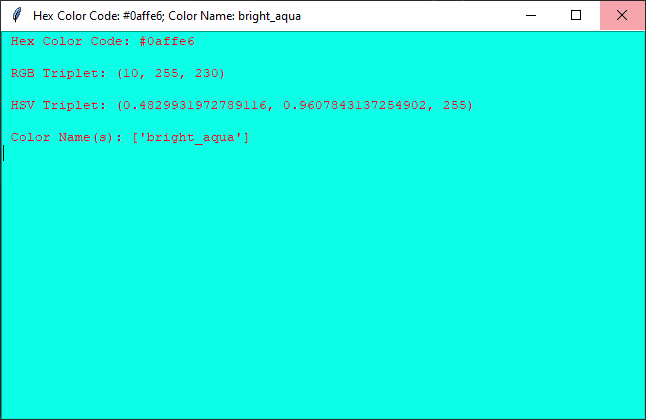 Hex Color Code: #0affe6; Color Name: bright_aqua
Hex Color Code: #0affe6
RGB Triplet: (10, 255, 230)
HSV Triplet: (0.4829931972789116, 0.9607843137254902, 255)
Color Name(s): ['bright_aqua']